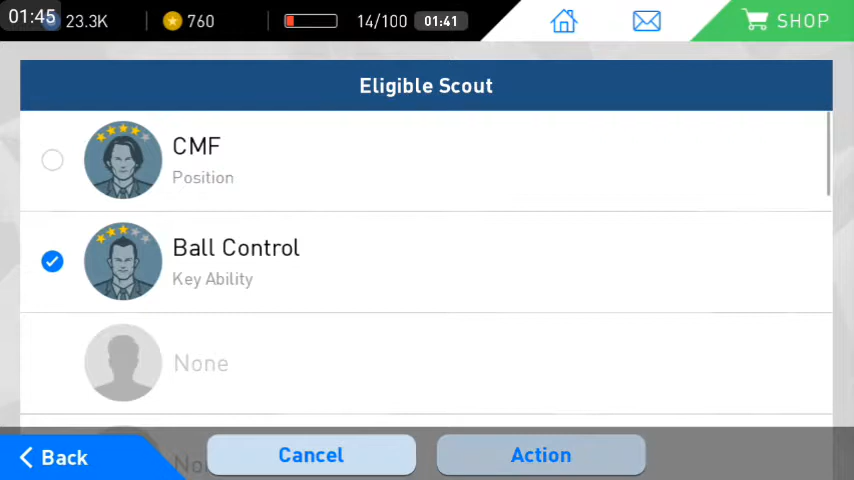 01:45 23.3K 760 14/100 01:41 SHOP
Eligible Scout
CMF
Position
Ball Control
Key Ability
None
Back Cancel Action